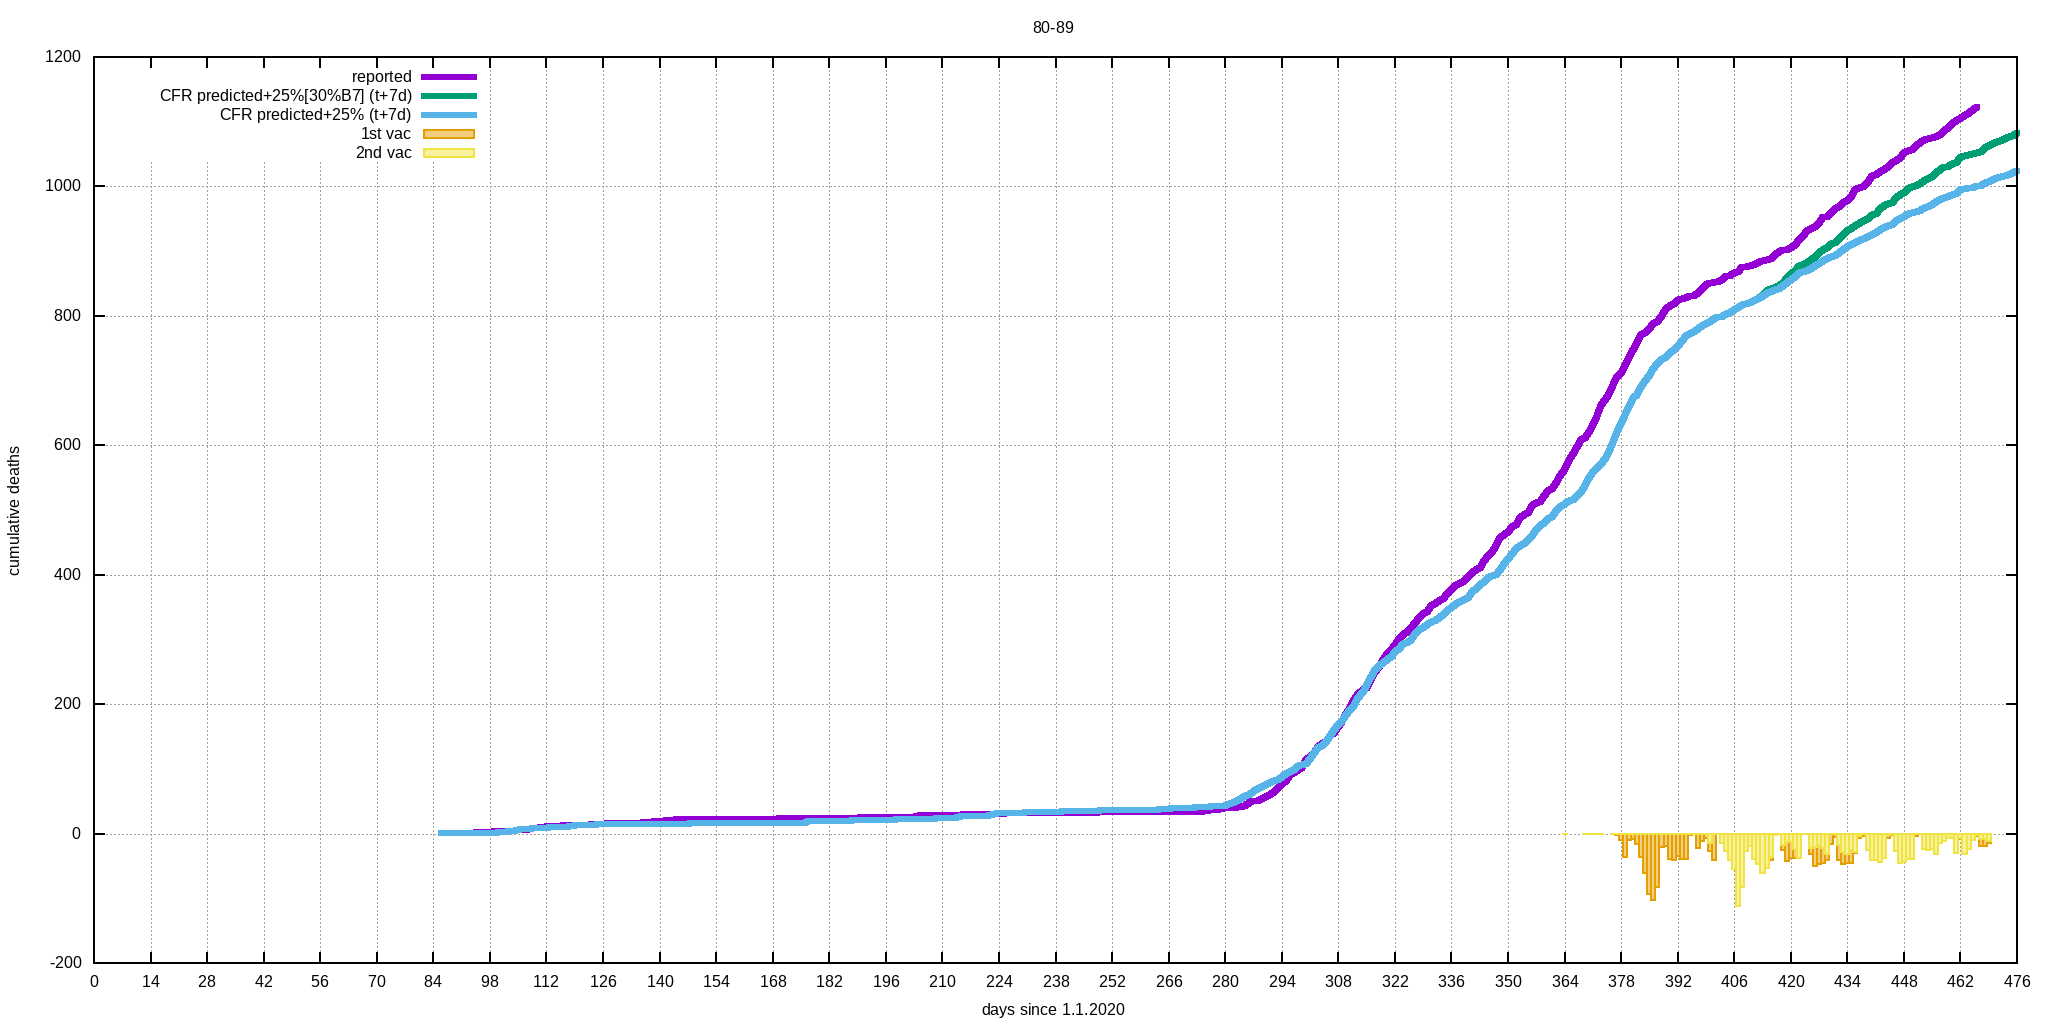 80-89
1200
1000
800
600
400
200
0
-200
reported
CFR predicted+25%[30%B7] (t+7d)
CFR predicted+25% (t+7d)
1st vac
2nd vac
cumulative deaths
0 14 28 42 56 70 84 98 112 126 140 154 168 182 196 210 224 238 252 266 280 294 308 322 336 350 364 378 392 406 420 434 448 462 476
days since 1.1.2020